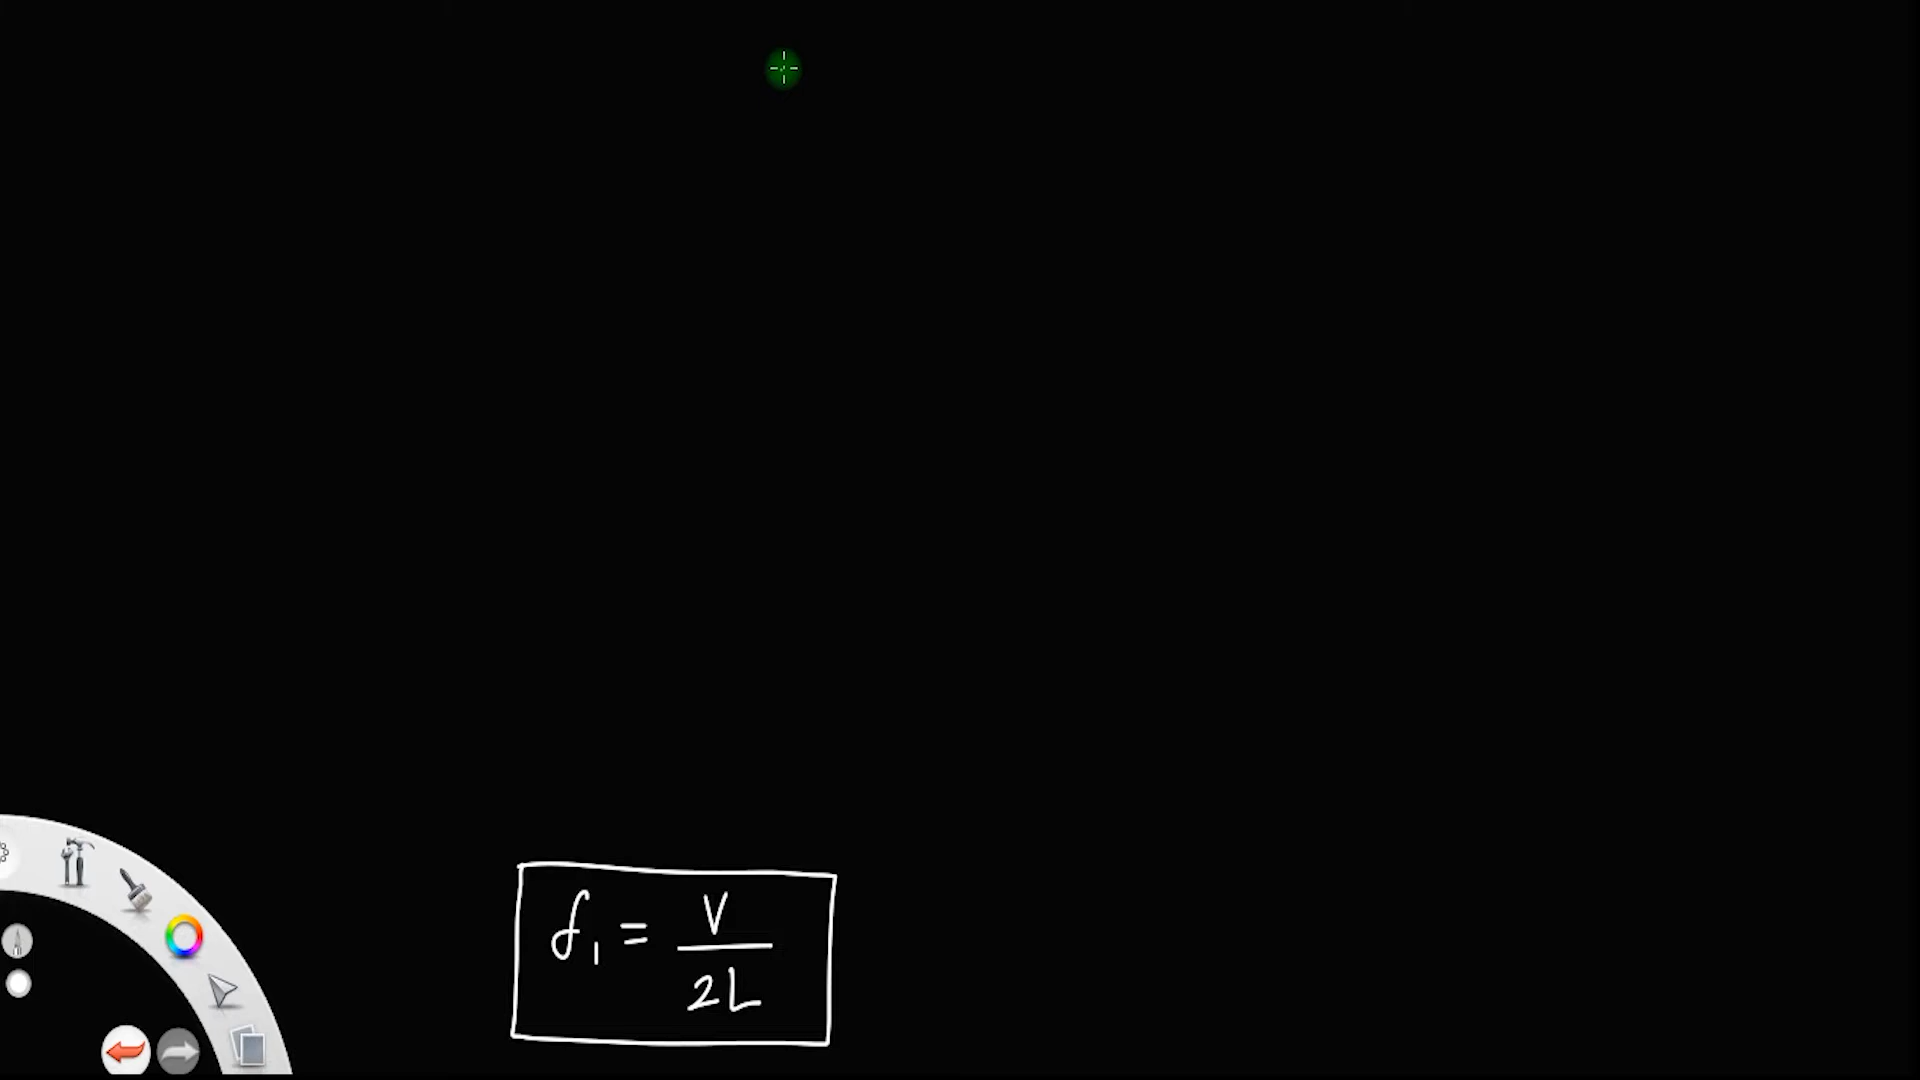 f₁ = V / 2L